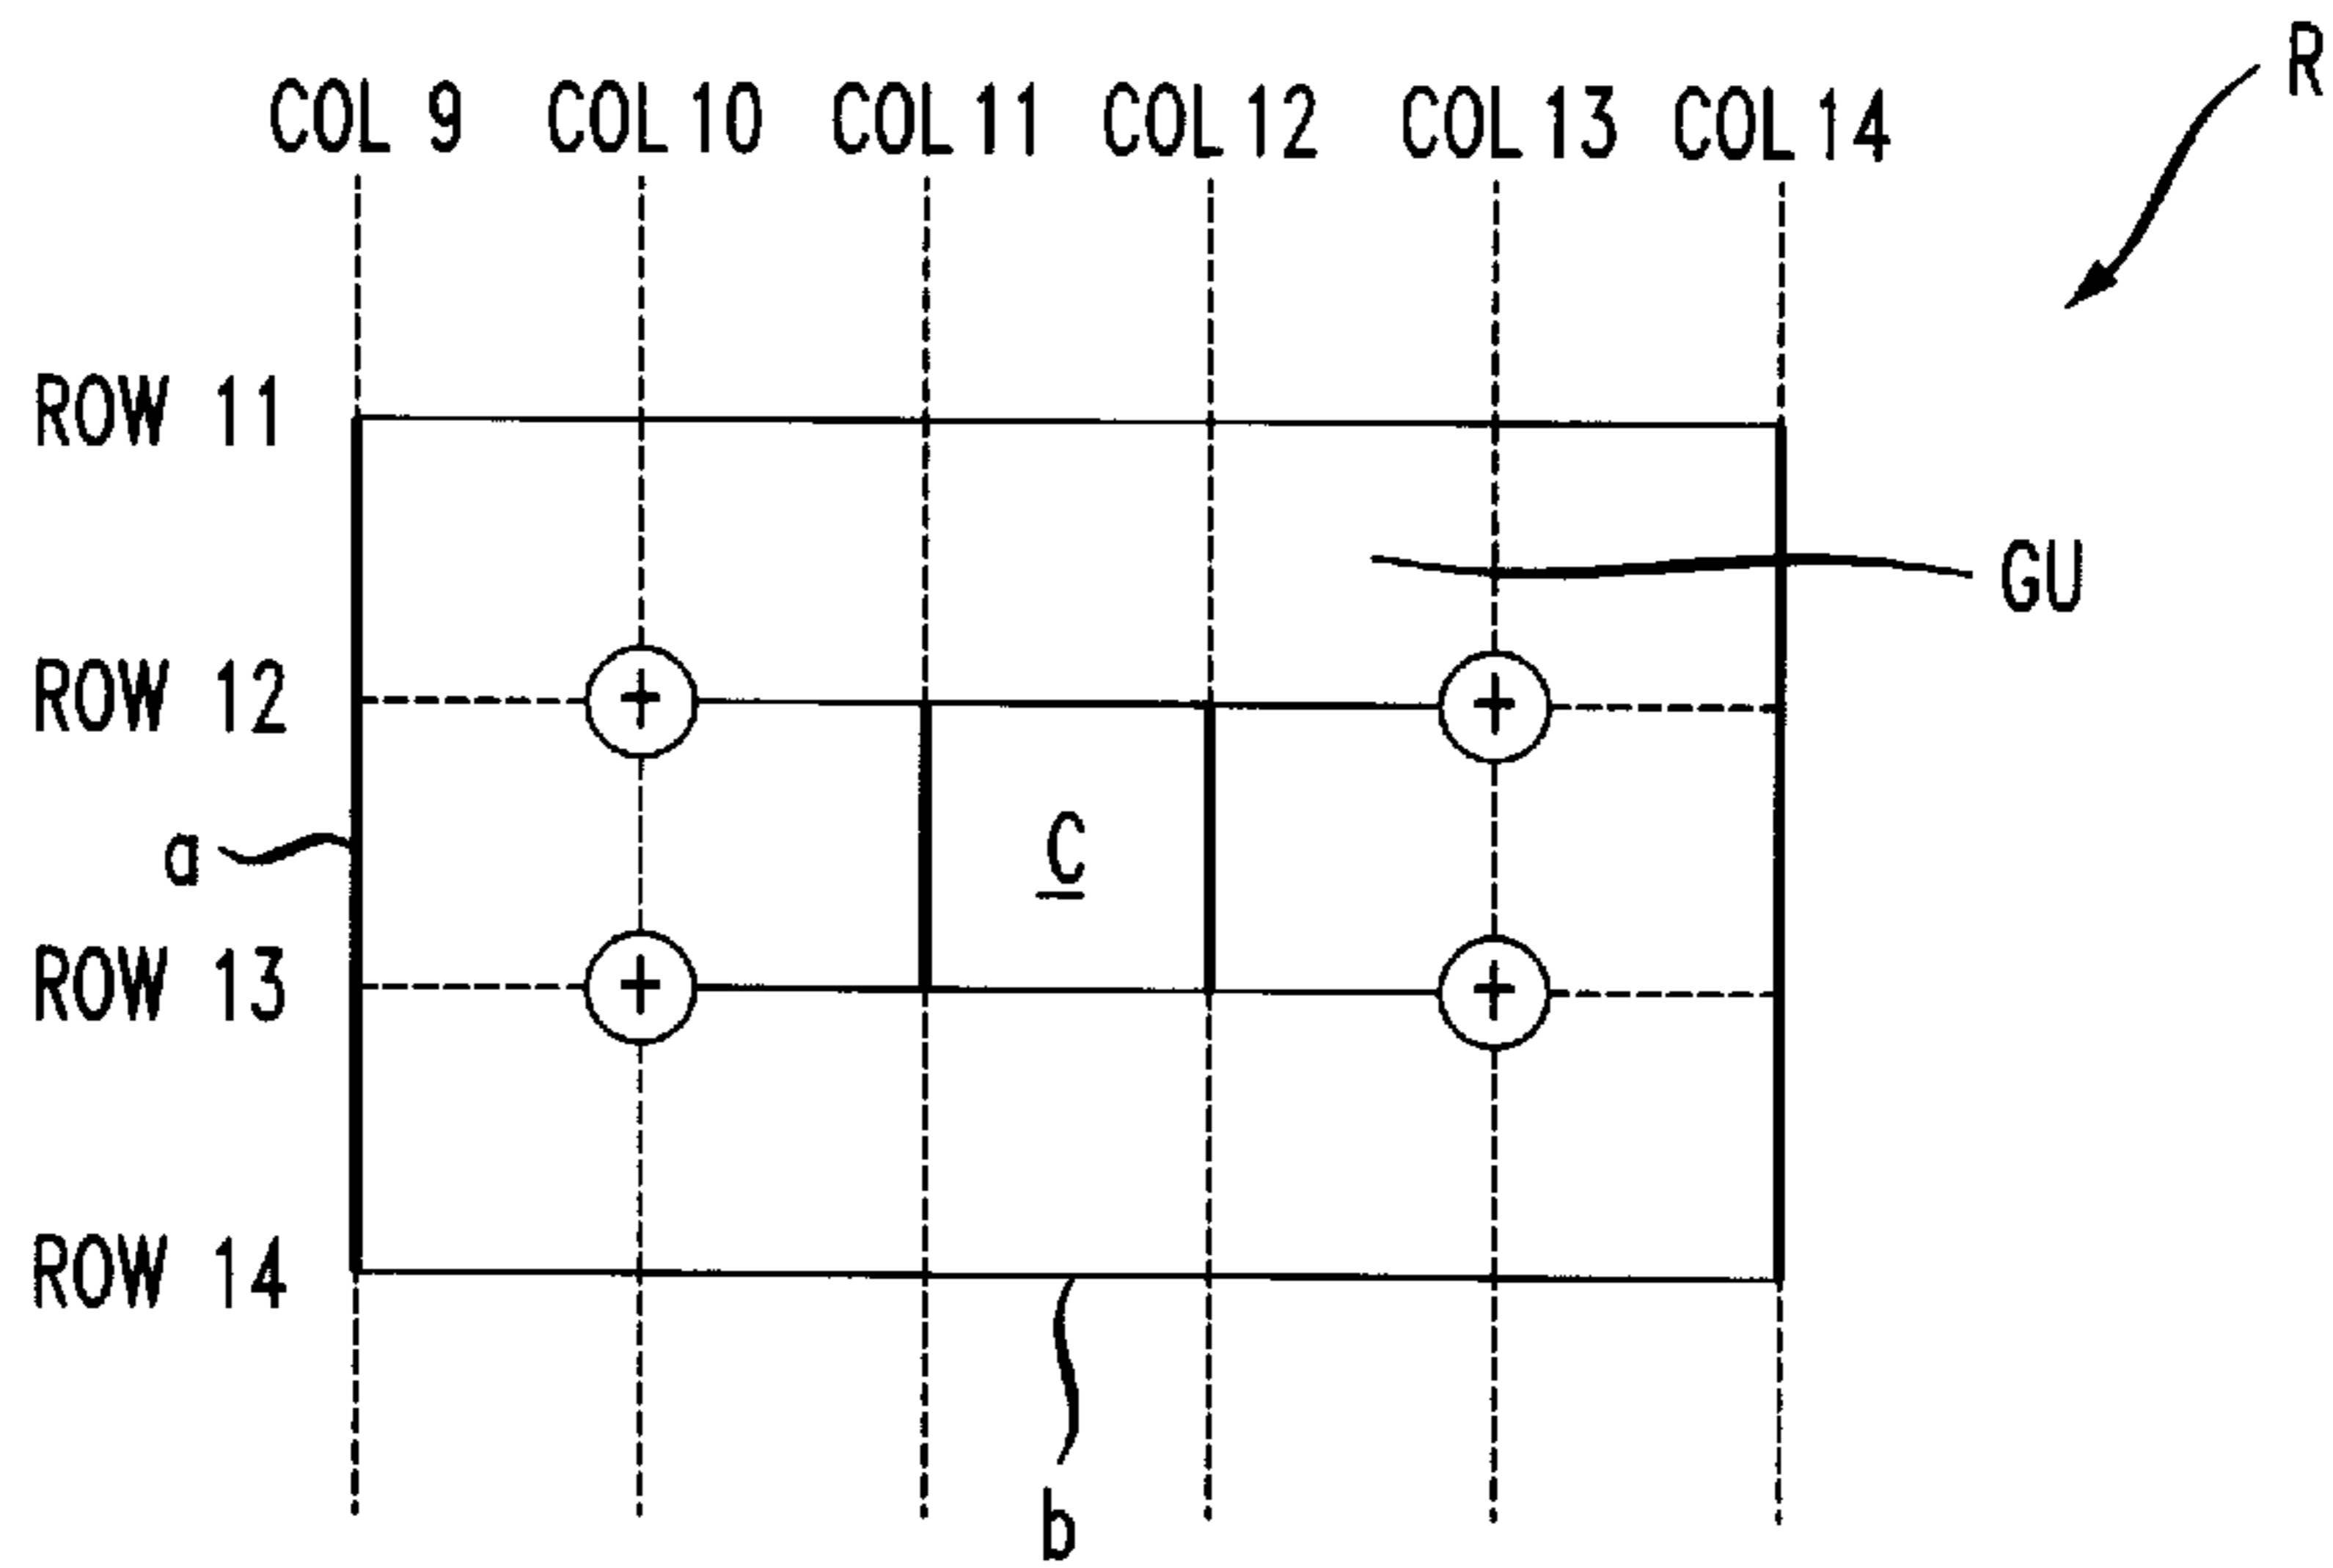 R
COL 9 COL 10 COL 11 COL 12 COL 13 COL 14
ROW 11
GU
ROW 12
+ +
a
C
ROW 13
+ +
ROW 14
b